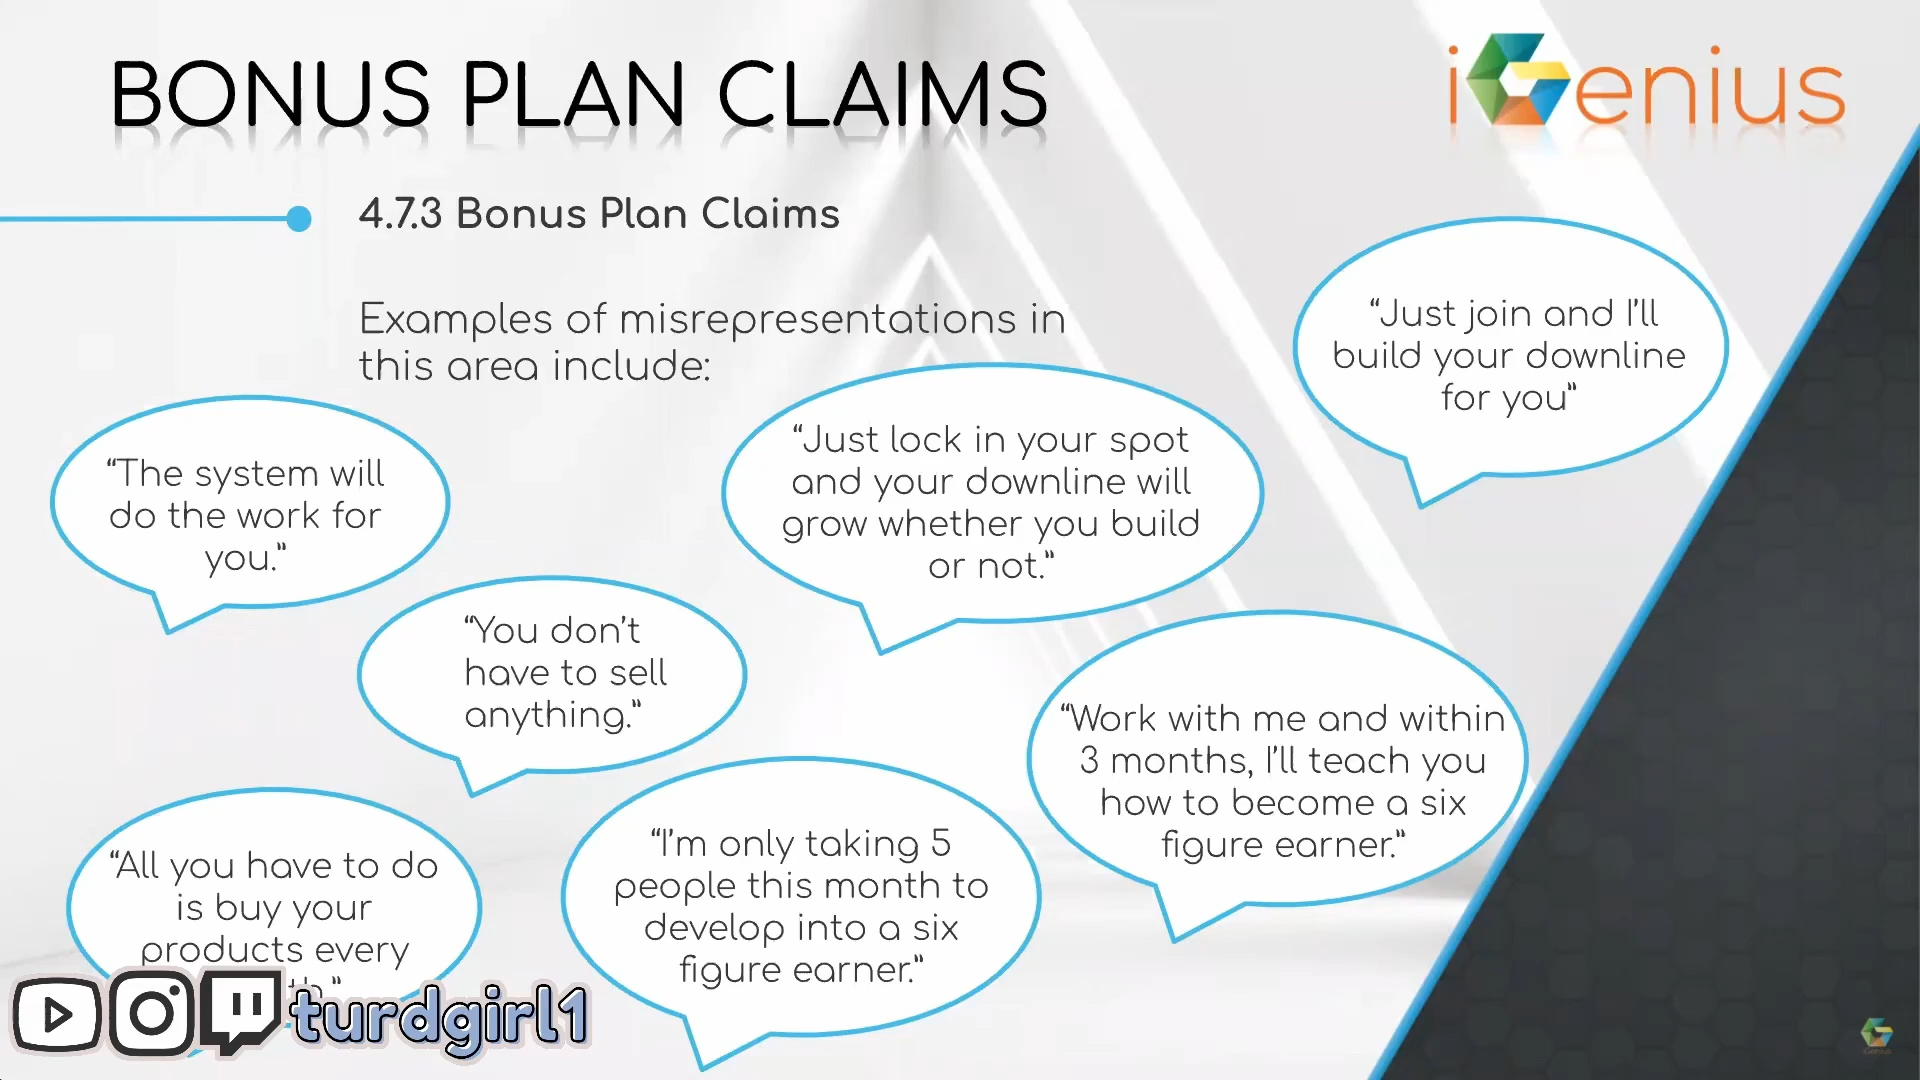 BONUS PLAN CLAIMS
iGenius
4.7.3 Bonus Plan Claims
Examples of misrepresentations in
this area include:
“Just join and I’ll
build your downline
for you”
“Just lock in your spot
and your downline will
grow whether you build
or not.”
“The system will
do the work for
you.”
“You don’t
have to sell
anything.”
“Work with me and within
3 months, I’ll teach you
how to become a six
figure earner.”
“I’m only taking 5
people this month to
develop into a six
figure earner.”
“All you have to do
is buy your
products every
turdgirl1